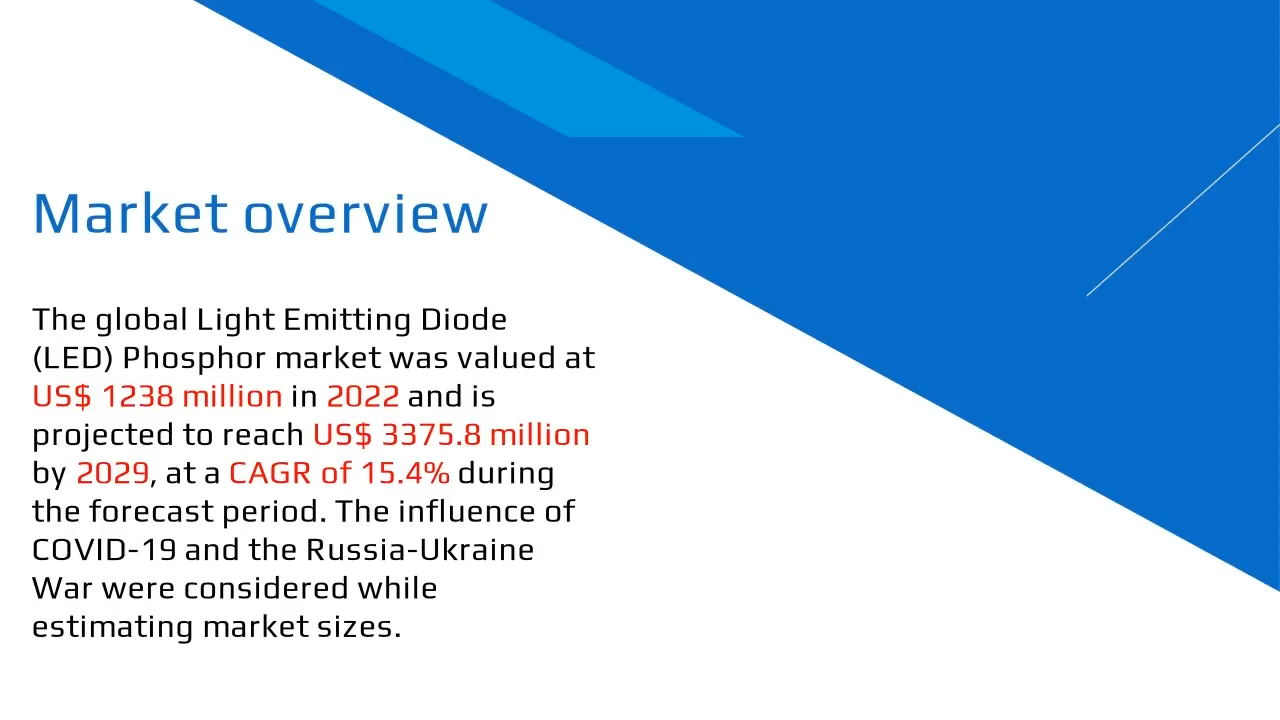 Market overview
The global Light Emitting Diode
(LED) Phosphor market was valued at
US$ 1238 million in 2022 and is
projected to reach US$ 3375.8 million
by 2029, at a CAGR of 15.4% during
the forecast period. The influence of
COVID-19 and the Russia-Ukraine
War were considered while
estimating market sizes.